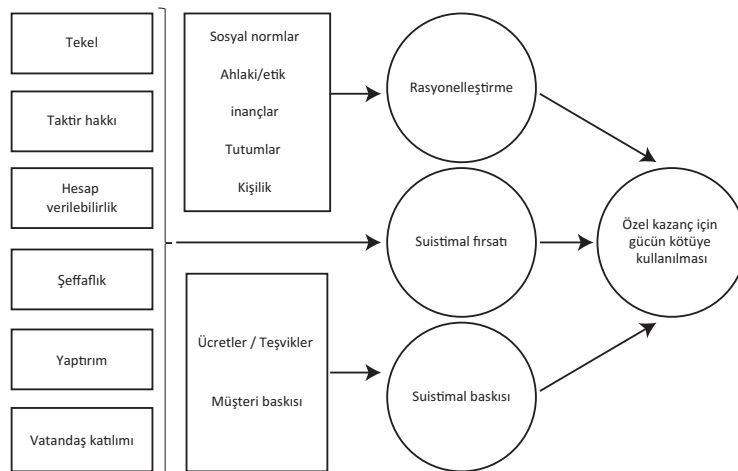 Tekel
Taktir hakkı
Hesap
verilebilirlik
Şeffaflık
Yaptırım
Vatandaş katılımı
Sosyal normlar
Ahlaki/etik
inançlar
Tutumlar
Kişilik
Ücretler / Teşvikler
Müşteri baskısı
Rasyonelleştirme
Suistimal fırsatı
Suistimal baskısı
Özel kazanç için
gücün kötüye
kullanılması